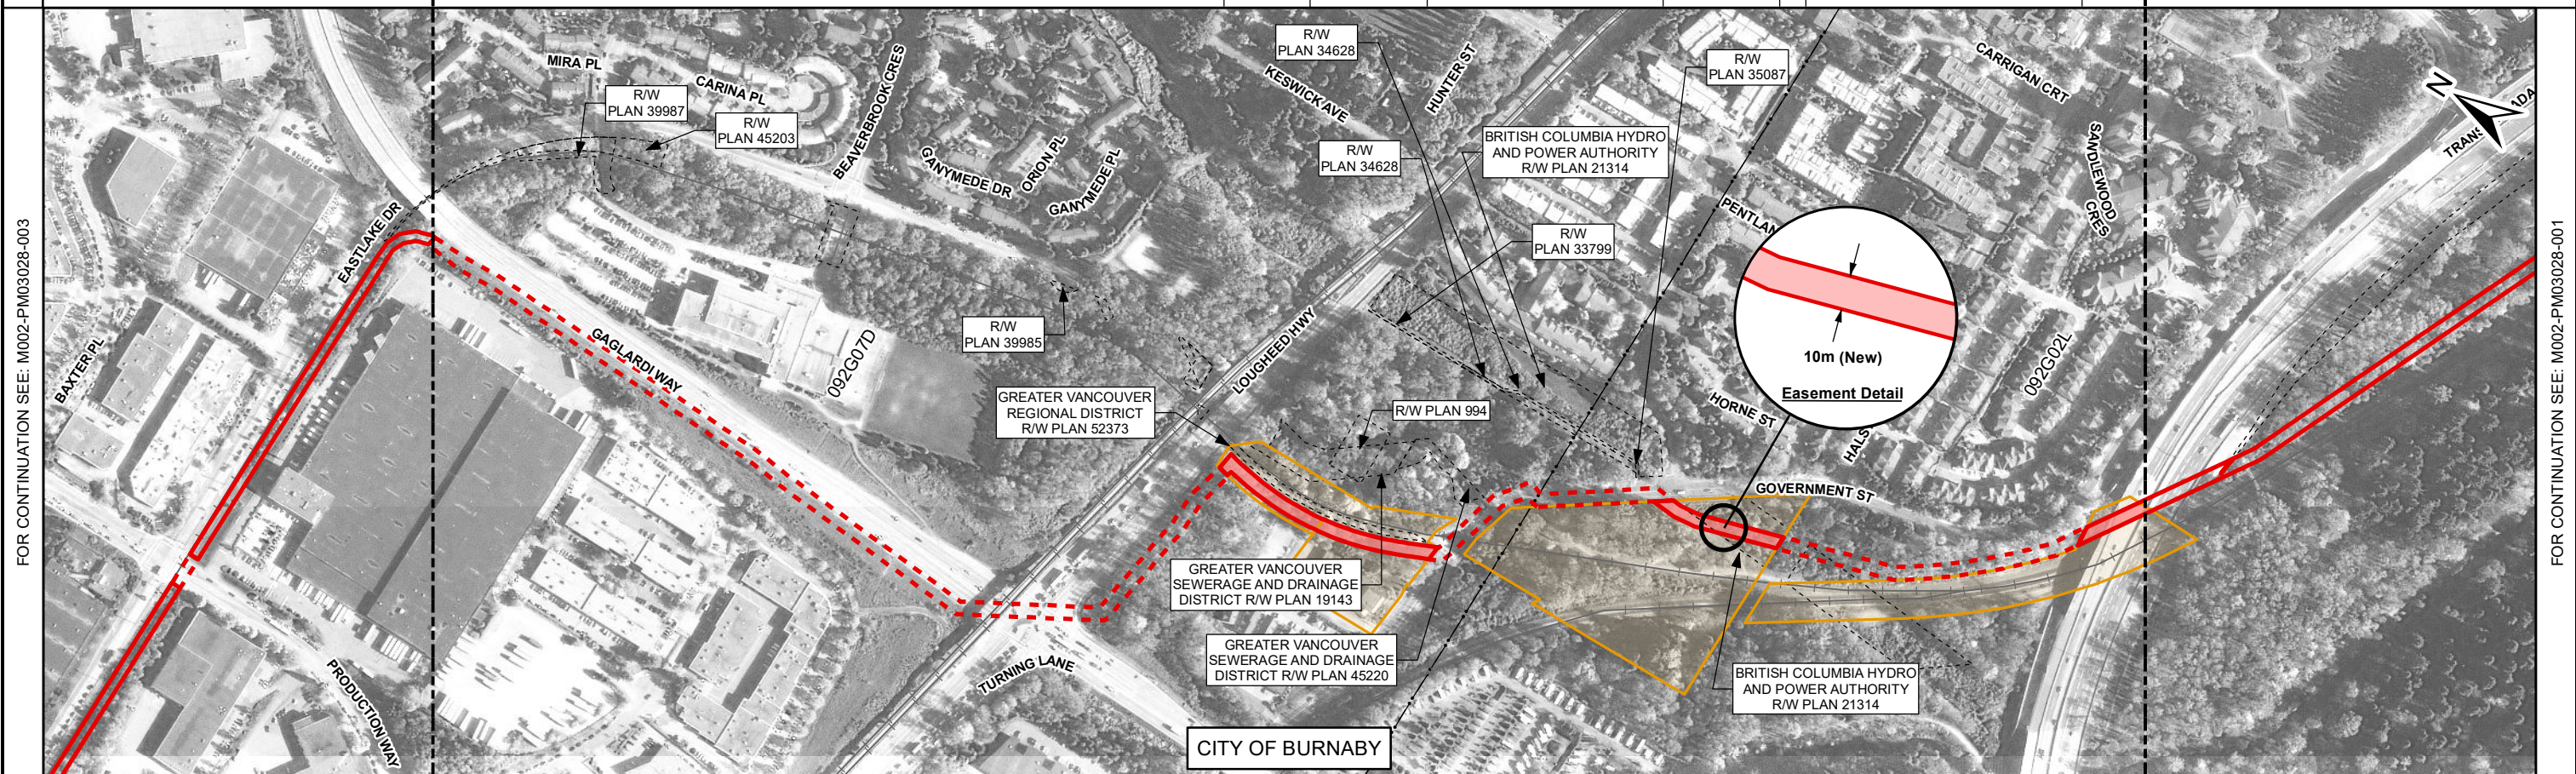 FOR CONTINUATION SEE: M002-PM03028-003
MIRA PL
CARINA PL
R/W
PLAN 39987
R/W
PLAN 45203
BEAVERBROOK CRES
GANYMEDE DR
ORION PL
GANYMEDE PL
R/W
PLAN 34628
KESWICK AVE
HUNTER ST
R/W
PLAN 34628
BRITISH COLUMBIA HYDRO
AND POWER AUTHORITY
R/W PLAN 21314
R/W
PLAN 35087
CARRIGAN CRT
SANDLEWOOD
CRES
N
EASTLAKE DR
BAXTER PL
GAGLARDI WAY
092G07D
R/W
PLAN 39985
R/W
PLAN 33799
LOUGHEED HWY
10m (New)
Easement Detail
092G02L
GREATER VANCOUVER
REGIONAL DISTRICT
R/W PLAN 52373
R/W PLAN 994
HORNE ST
GOVERNMENT ST
GREATER VANCOUVER
SEWERAGE AND DRAINAGE
DISTRICT R/W PLAN 19143
GREATER VANCOUVER
SEWERAGE AND DRAINAGE
DISTRICT R/W PLAN 45220
BRITISH COLUMBIA HYDRO
AND POWER AUTHORITY
R/W PLAN 21314
PRODUCTION WAY
TURNING LANE
CITY OF BURNABY
FOR CONTINUATION SEE: M002-PM03028-001